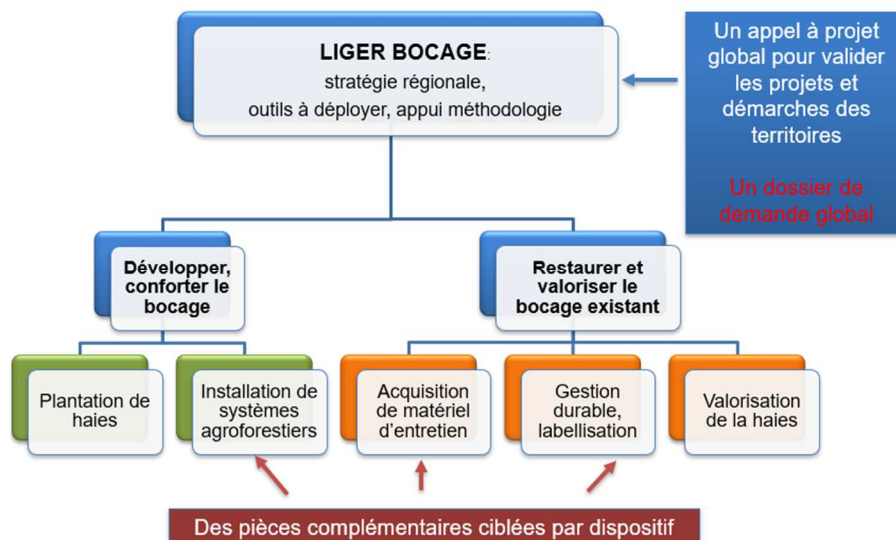 LIGER BOCAGE:
stratégie régionale,
outils à déployer, appui méthodologie
Un appel à projet
global pour valider
les projets et
démarches des
territoires
Un dossier de
demande global
Développer,
conforter le
bocage
Restaurer et
valoriser le
bocage existant
Plantation de
haies
Installation de
systèmes
agroforestiers
Acquisition
de matériel
d'entretien
Gestion
durable,
labellisation
Valorisation
de la haies
Des pièces complémentaires ciblées par dispositif